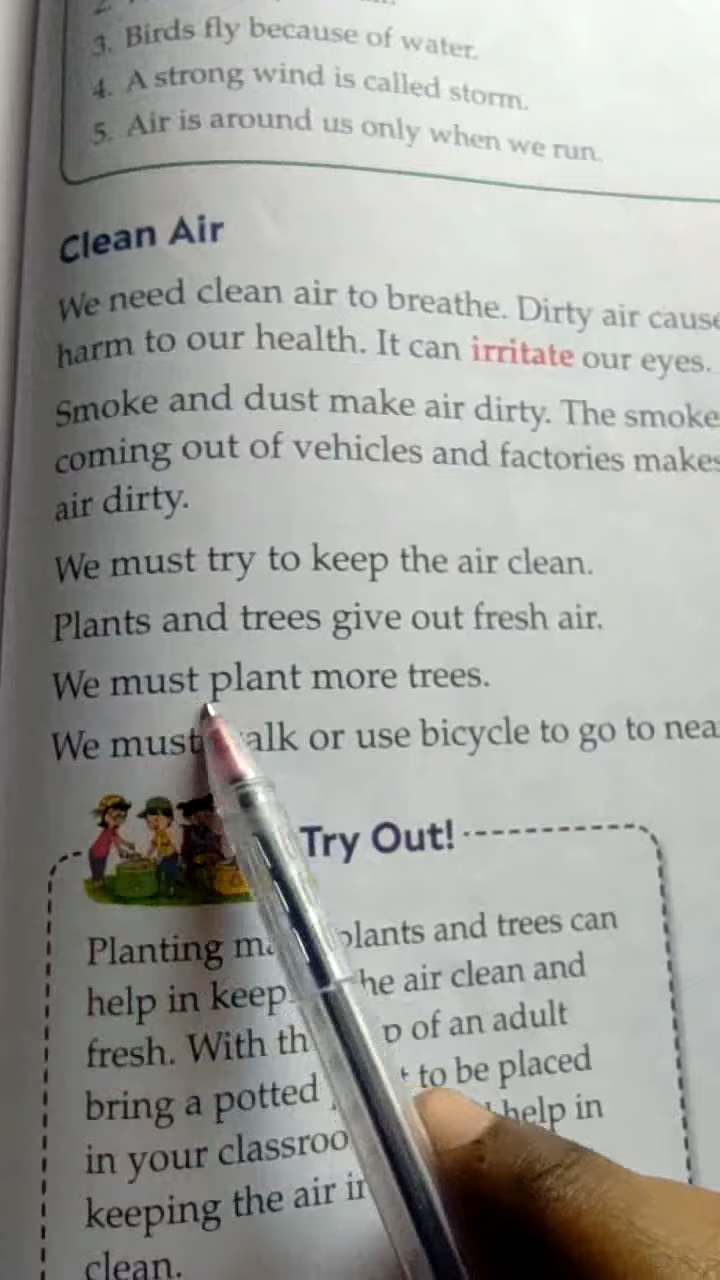 3. Birds fly because of water.
4. A strong wind is called storm.
5. Air is around us only when we run.
Clean Air
We need clean air to breathe. Dirty air cause
harm to our health. It can irritate our eyes.
Smoke and dust make air dirty. The smoke
coming out of vehicles and factories makes
air dirty.
We must try to keep the air clean.
Plants and trees give out fresh air.
We must plant more trees.
We must alk or use bicycle to go to nea
Try Out!
Planting plants and trees can
help in keep he air clean and
fresh. With th of an adult
bring a potted to be placed
in your classroo help in
keeping the air in
clean.